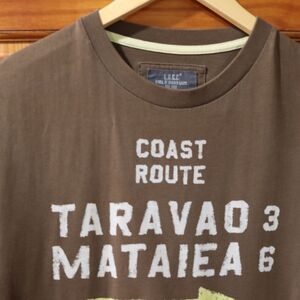 L.O.G.G.
COAST
ROUTE
TARAVAO 3
MATAIEA 6